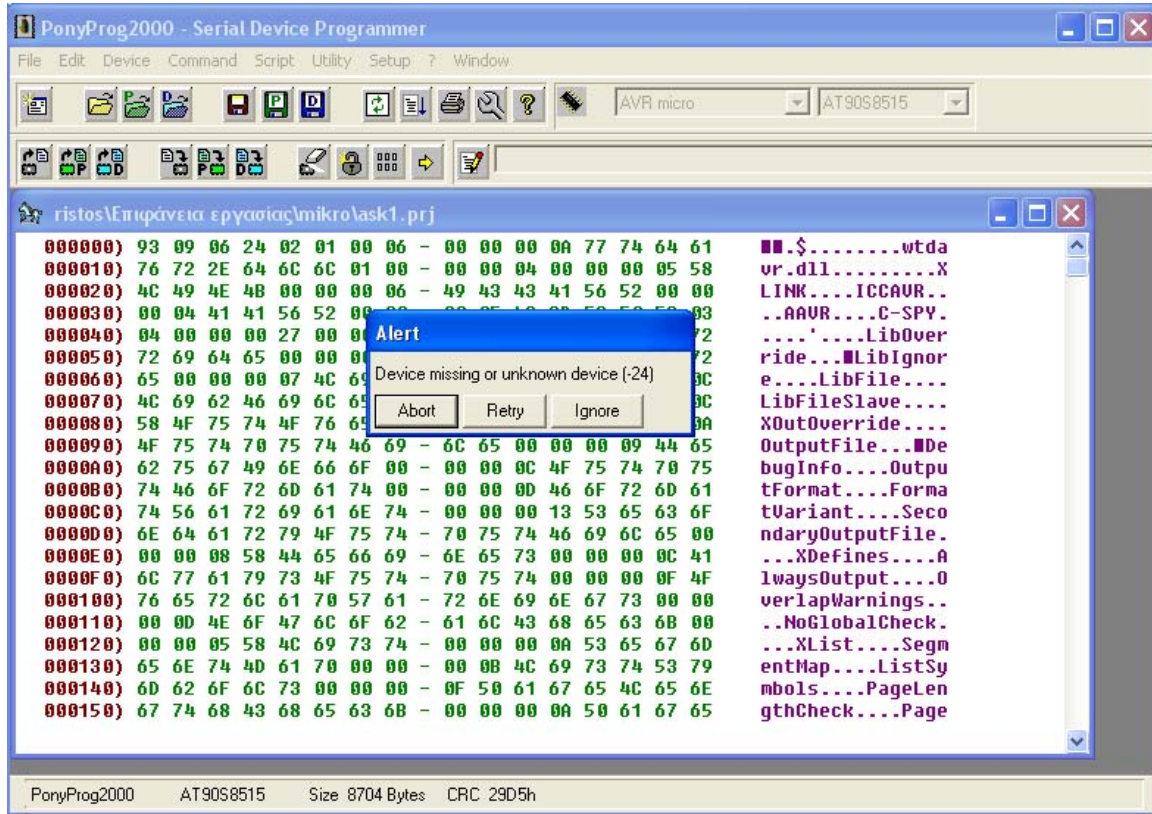 PonyProg2000 - Serial Device Programmer
File Edit Device Command Script Utility Setup ? Window
AVR micro AT90S8515
ristos\Επιφάνεια εργασίας\mikro\ask1.prj
000000) 93 09 06 24 02 01 00 06 - 00 00 00 0A 77 74 64 61 .$........wtda
000010) 76 72 2E 64 6C 6C 01 00 - 00 00 04 00 00 00 05 58 vr.dll.........X
000020) 4C 49 4E 4B 00 00 00 06 - 49 43 43 41 56 52 00 00 LINK....ICCAVR..
000030) 00 04 41 41 56 52 03 ..AAVR....C-SPY.
000040) 04 00 00 00 27 00 72 ....'....LibOver
000050) 72 69 64 65 00 00 72 ride...LibIgnor
000060) 65 00 00 00 07 4C 0C e....LibFile....
000070) 4C 69 62 46 69 6C 0C LibFileSlave....
000080) 58 4F 75 74 4F 76 0A XOutOverride....
000090) 4F 75 74 70 75 74 46 69 - 6C 65 00 00 00 09 44 65 OutputFile...De
0000A0) 62 75 67 49 6E 66 6F 00 - 00 00 0C 4F 75 74 70 75 bugInfo....Outpu
0000B0) 74 46 6F 72 6D 61 74 00 - 00 00 0D 46 6F 72 6D 61 tFormat....Forma
0000C0) 74 56 61 72 69 61 6E 74 - 00 00 00 13 53 65 63 6F tVariant....Seco
0000D0) 6E 64 61 72 79 4F 75 74 - 70 75 74 46 69 6C 65 00 ndaryOutputFile.
0000E0) 00 00 08 58 44 65 66 69 - 6E 65 73 00 00 00 0C 41 ...XDefines....A
0000F0) 6C 77 61 79 73 4F 75 74 - 70 75 74 00 00 00 0F 4F lwaysOutput....O
000100) 76 65 72 6C 61 70 57 61 - 72 6E 69 6E 67 73 00 00 verlapWarnings..
000110) 00 0D 4E 6F 47 6C 6F 62 - 61 6C 43 68 65 63 6B 00 ..NoGlobalCheck.
000120) 00 00 05 58 4C 69 73 74 - 00 00 00 0A 53 65 67 6D ...XList....Segm
000130) 65 6E 74 4D 61 70 00 00 - 00 0B 4C 69 73 74 53 79 entMap....ListSy
000140) 6D 62 6F 6C 73 00 00 00 - 0F 50 61 67 65 4C 65 6E mbols....PageLen
000150) 67 74 68 43 68 65 63 6B - 00 00 00 0A 50 61 67 65 gthCheck....Page
Alert
Device missing or unknown device (-24)
Abort Retry Ignore
PonyProg2000 AT90S8515 Size 8704 Bytes CRC 29D5h